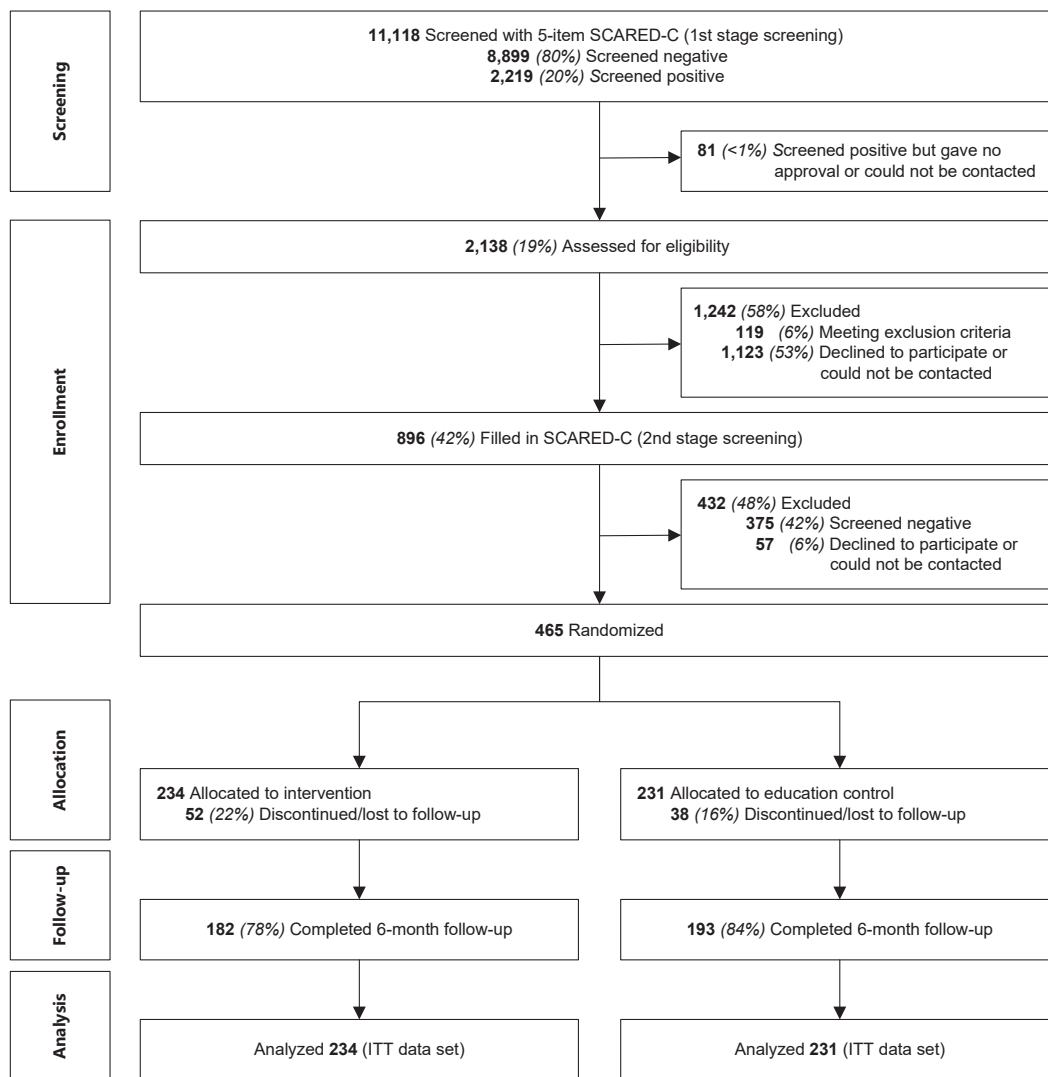 Screening
11,118 Screened with 5-item SCARED-C (1st stage screening)
8,899 (80%) Screened negative
2,219 (20%) Screened positive
81 (<1%) Screened positive but gave no
approval or could not be contacted
Enrollment
2,138 (19%) Assessed for eligibility
1,242 (58%) Excluded
119 (6%) Meeting exclusion criteria
1,123 (53%) Declined to participate or
could not be contacted
896 (42%) Filled in SCARED-C (2nd stage screening)
432 (48%) Excluded
375 (42%) Screened negative
57 (6%) Declined to participate or
could not be contacted
465 Randomized
Allocation
234 Allocated to intervention
52 (22%) Discontinued/lost to follow-up
231 Allocated to education control
38 (16%) Discontinued/lost to follow-up
Follow-up
182 (78%) Completed 6-month follow-up
193 (84%) Completed 6-month follow-up
Analysis
Analyzed 234 (ITT data set)
Analyzed 231 (ITT data set)